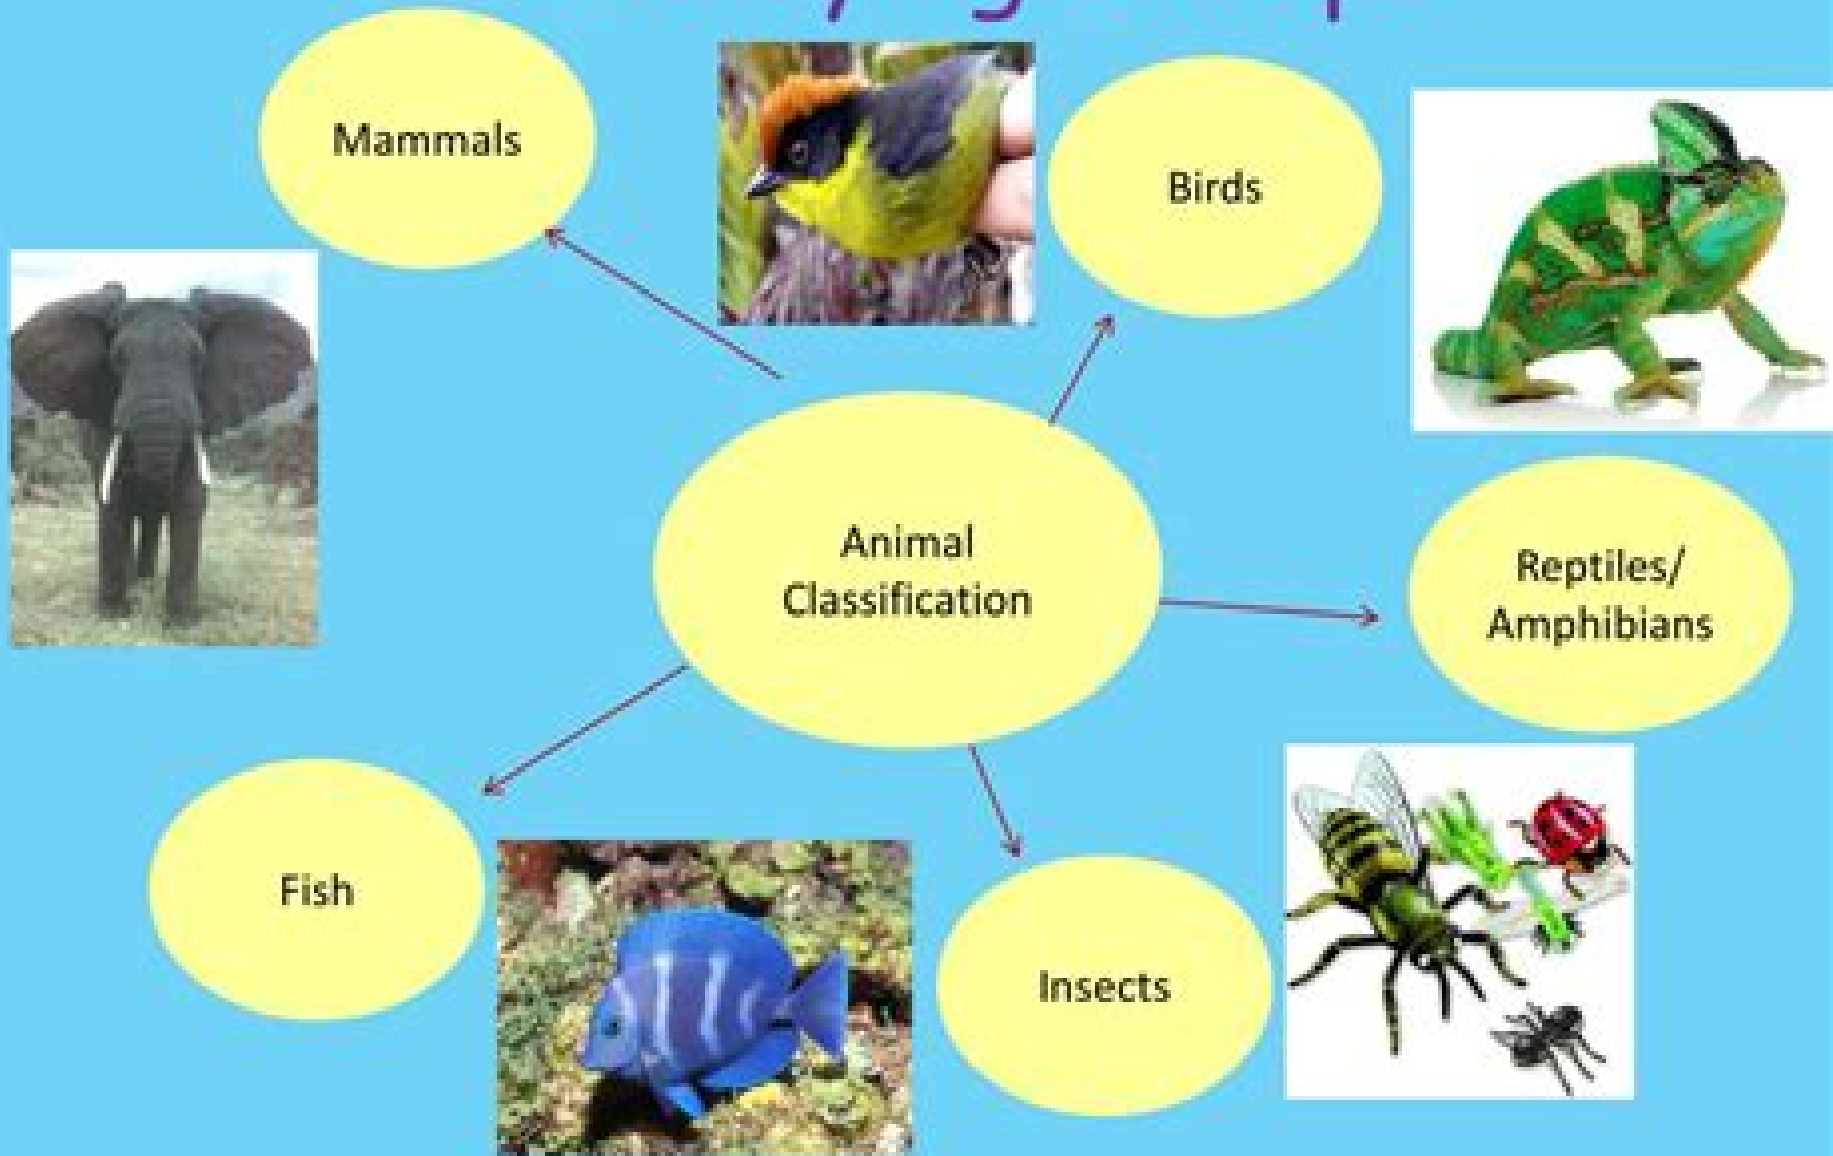 Mammals
Birds
Animal
Classification
Reptiles/
Amphibians
Fish
Insects